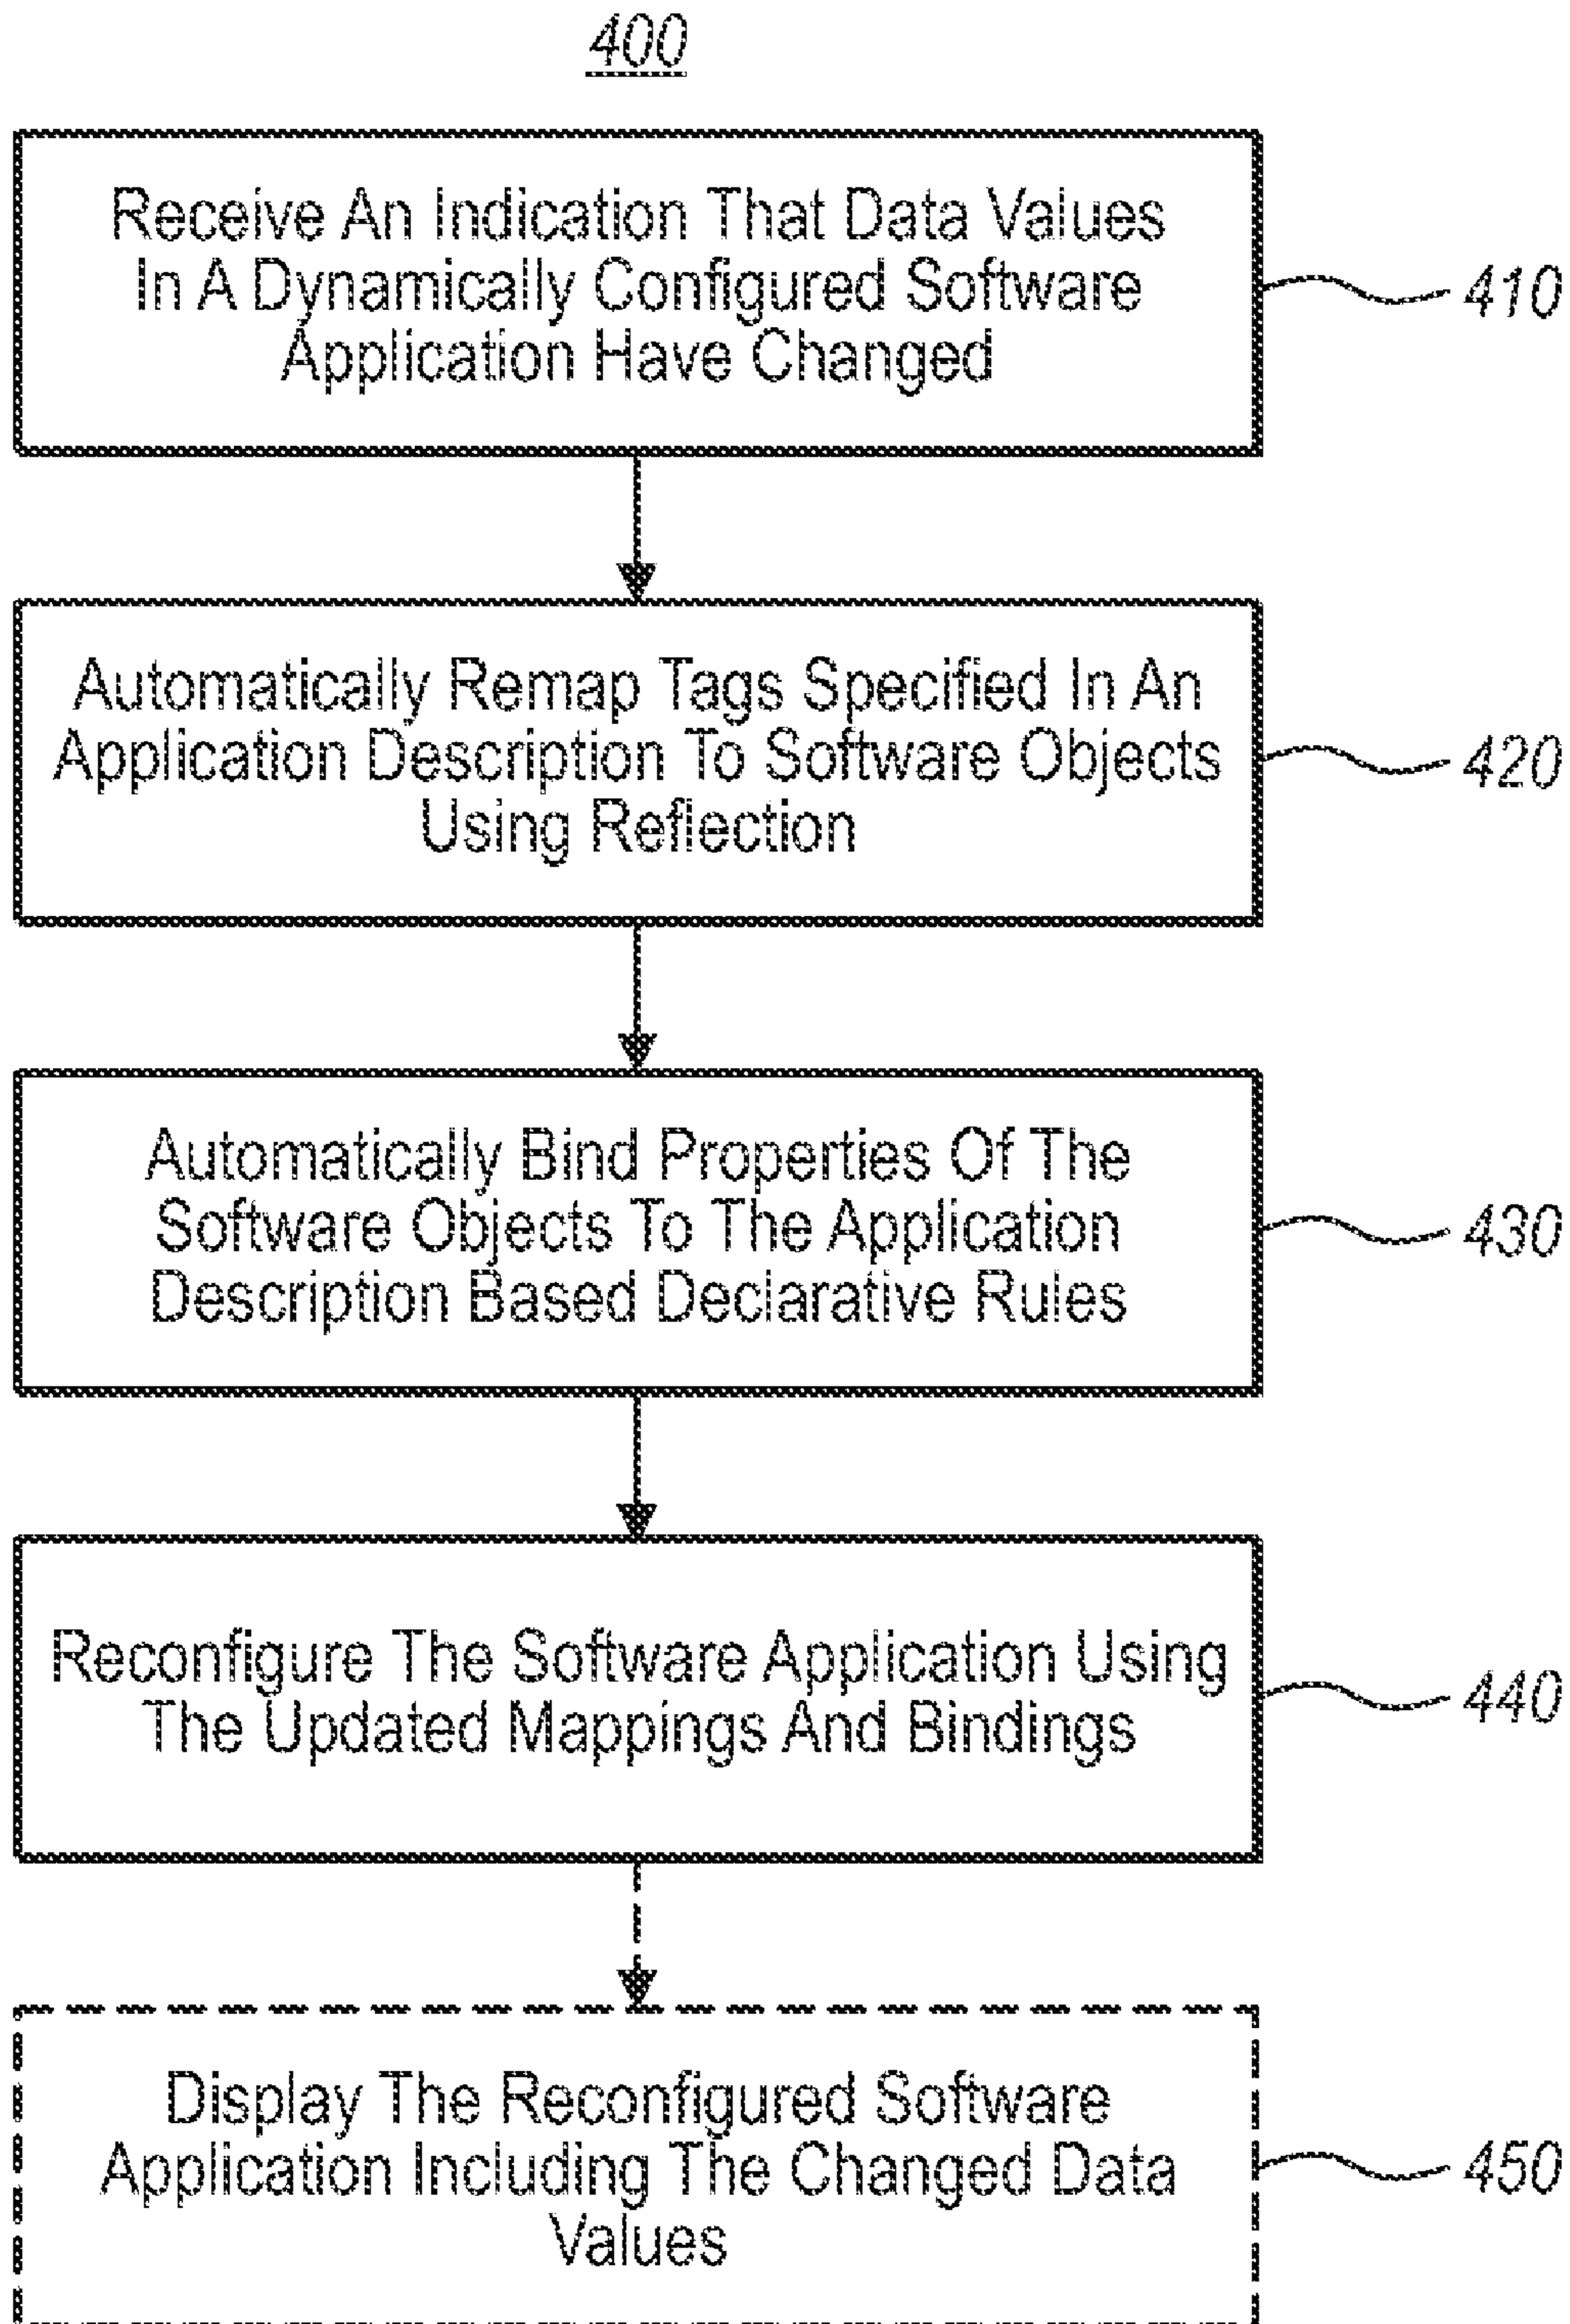 400
Receive An Indication That Data Values
In A Dynamically Configured Software
Application Have Changed
410
Automatically Remap Tags Specified In An
Application Description To Software Objects
Using Reflection
420
Automatically Bind Properties Of The
Software Objects To The Application
Description Based Declarative Rules
430
Reconfigure The Software Application Using
The Updated Mappings And Bindings
440
Display The Reconfigured Software
Application Including The Changed Data
Values
450